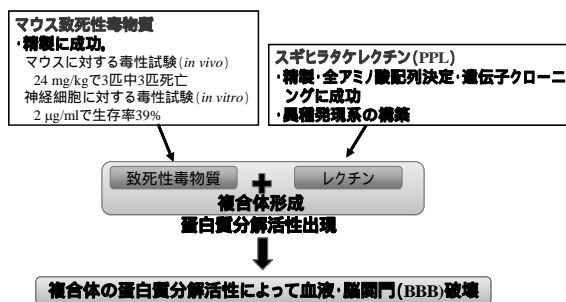 マウス致死性毒物質
・精製に成功。
マウスに対する毒性試験(in vivo)
24 mg/kgで3匹中3匹死亡
神経細胞に対する毒性試験(in vitro)
2 μg/mlで生存率39%
スギヒラタケレクチン(PPL)
・精製・全アミノ酸配列決定・遺伝子クローニ
ングに成功
・異種発現系の構築
致死性毒物質 + レクチン
複合体形成
蛋白質分解活性出現
複合体の蛋白質分解活性によって血液・脳関門(BBB)破壊